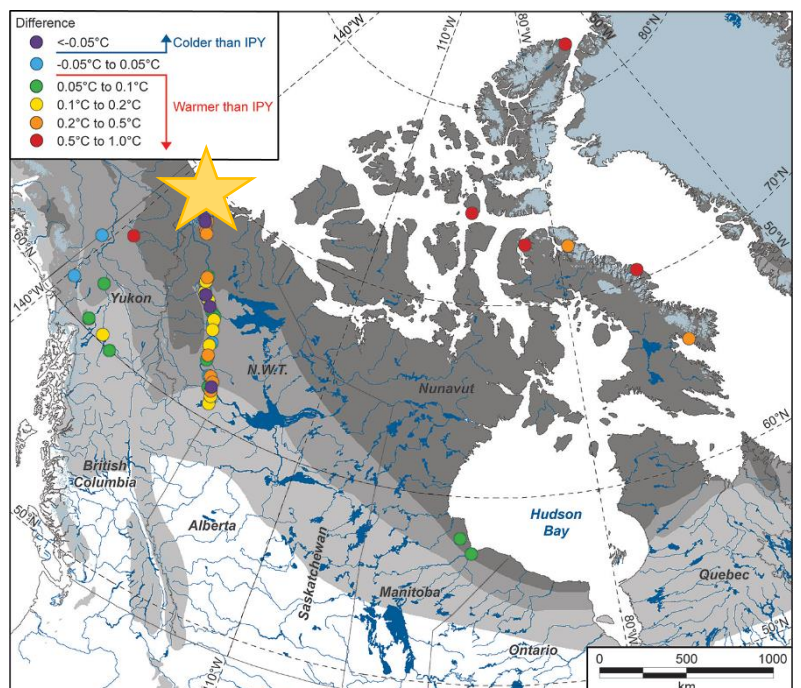 Difference
<-0.05°C
Colder than IPY
-0.05°C to 0.05°C
0.05°C to 0.1°C
0.1°C to 0.2°C
Warmer than IPY
0.2°C to 0.5°C
0.5°C to 1.0°C
140°W
110°W
80°W
60°W
80°N
70°N
50°W
60°N
140°W
Yukon
N.W.T.
Nunavut
60°N
British
Columbia
50°N
Alberta
Saskatchewan
Manitoba
Hudson
Bay
Quebec
Ontario
50°N
110°W
80°W
0 500 1000
km